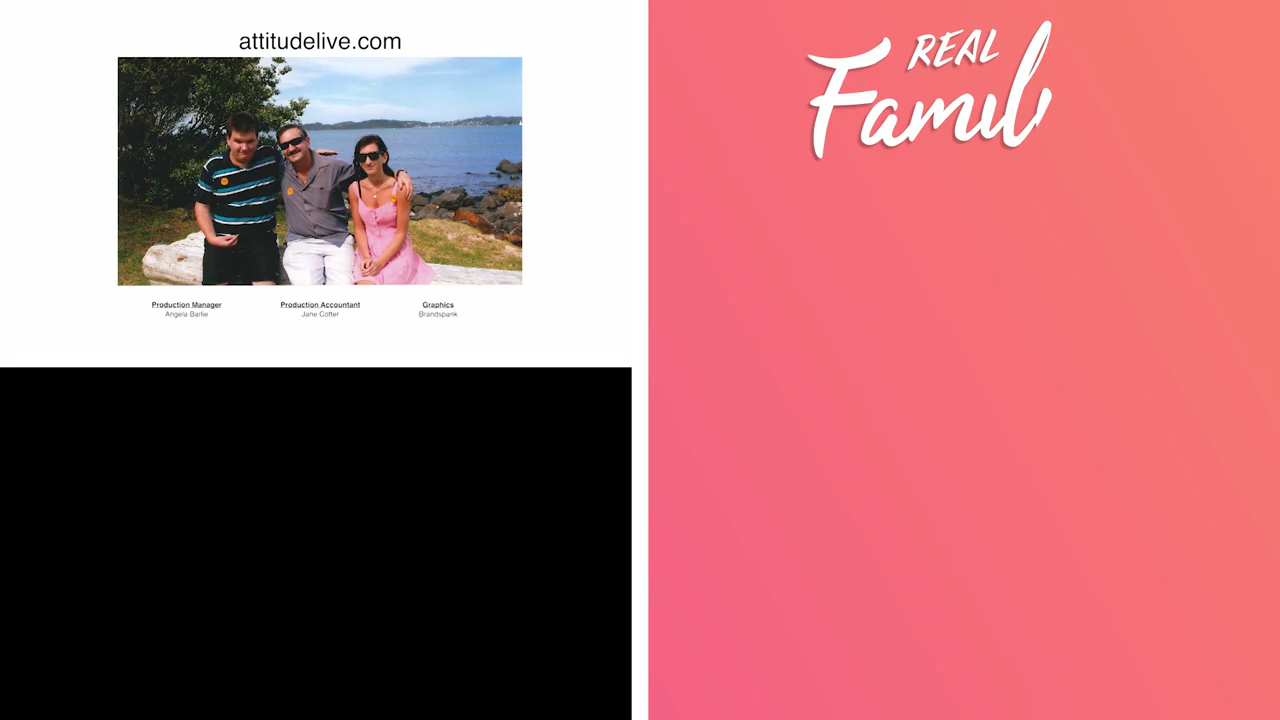 attitudelive.com
Production Manager
Angela Barlie
Production Accountant
Jane Cotter
Graphics
Brandspank
REAL
Famil